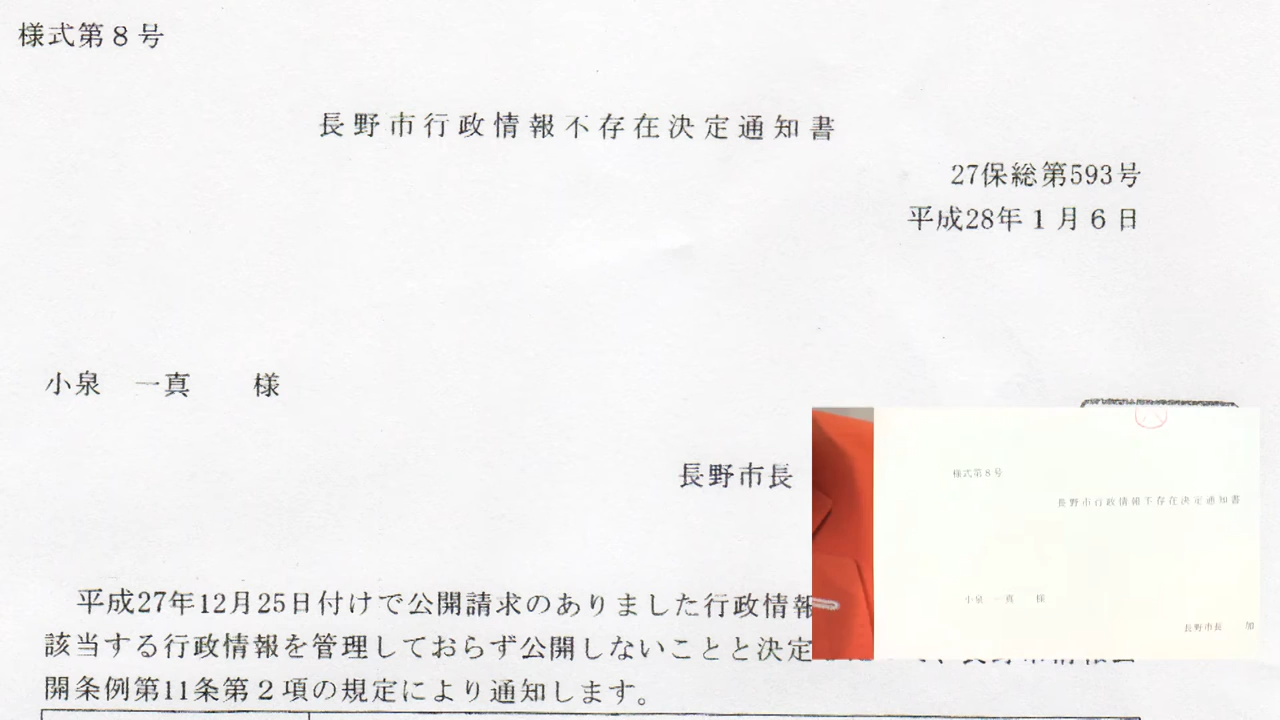 様式第８号
長野市行政情報不存在決定通知書
27保総第593号
平成28年１月６日
小泉　一真　　様
長野市長
平成27年12月25日付けで公開請求のありました行政情報
該当する行政情報を管理しておらず公開しないことと決定
開条例第11条第２項の規定により通知します。
様式第８号
長野市行政情報不存在決定通知書
小泉　一真　　様
長野市長　加